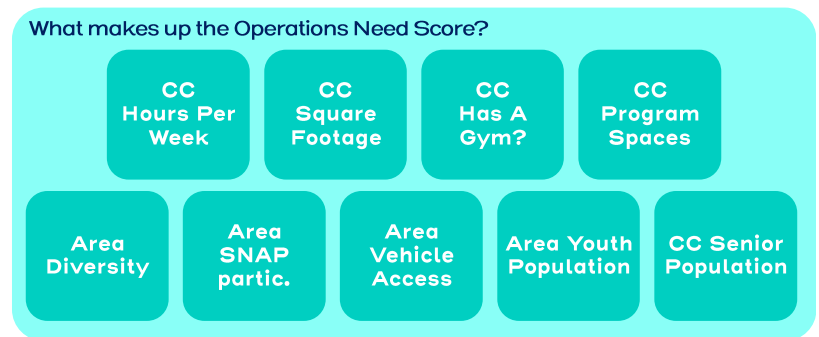 What makes up the Operations Need Score?
CC
Hours Per
Week
CC
Square
Footage
CC
Has A
Gym?
CC
Program
Spaces
Area
Diversity
Area
SNAP
partic.
Area
Vehicle
Access
Area Youth
Population
CC Senior
Population